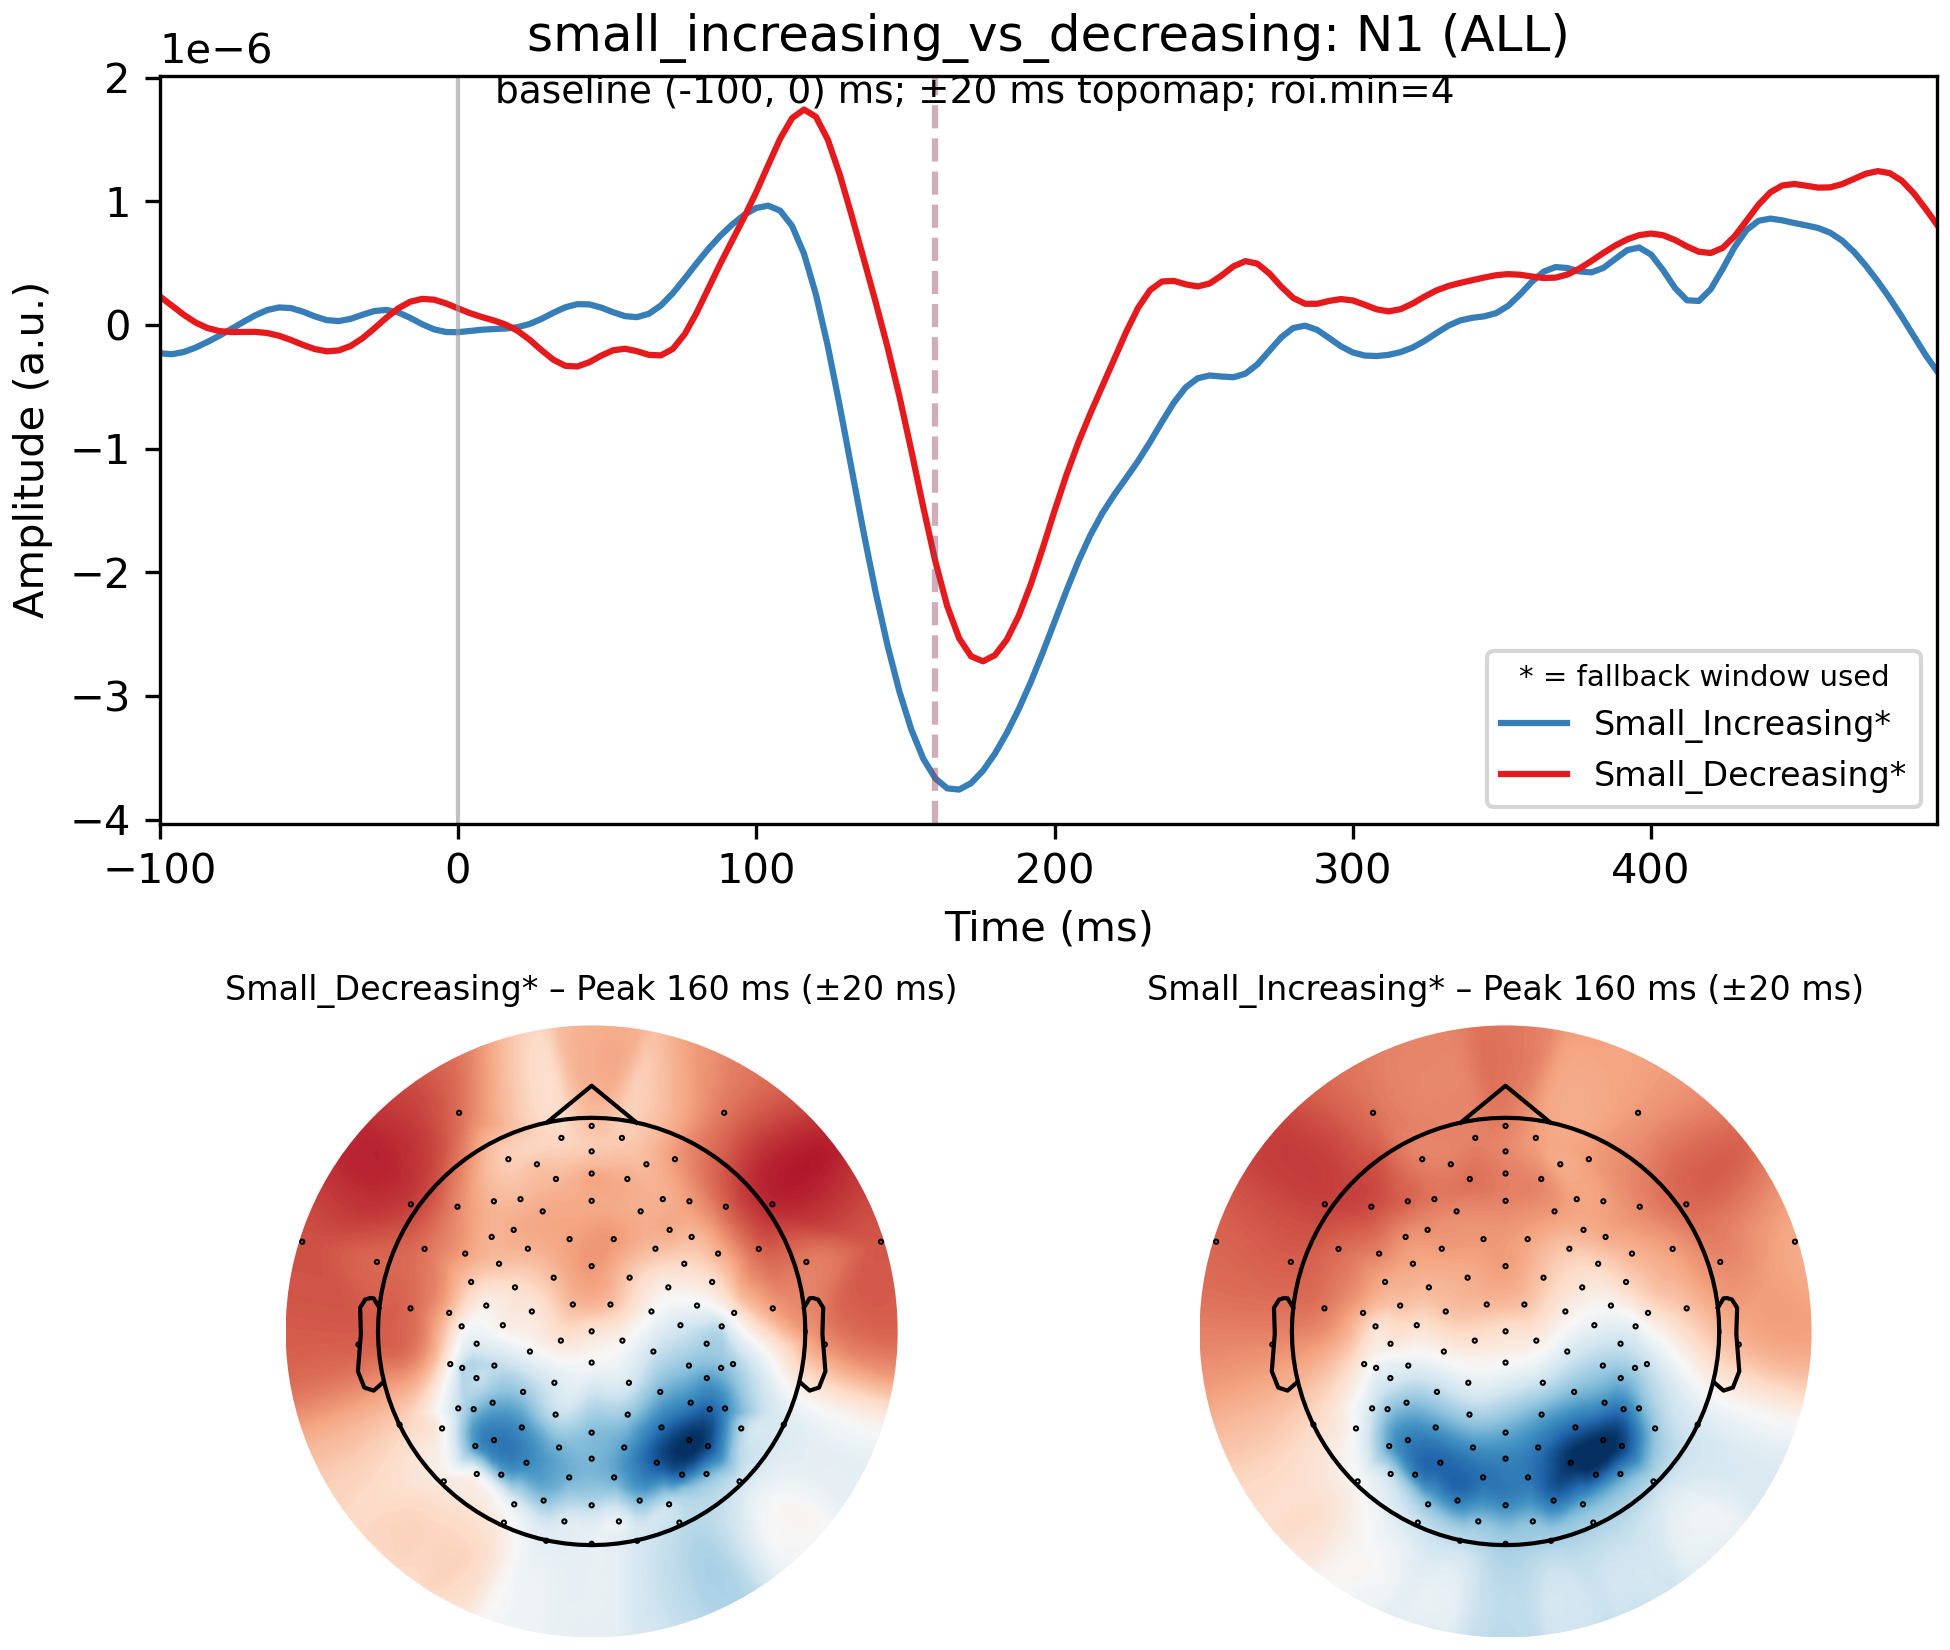 small_increasing_vs_decreasing: N1 (ALL)
1e−6
baseline (-100, 0) ms; ±20 ms topomap; roi.min=4
2
1
0
−1
−2
−3
−4
Amplitude (a.u.)
* = fallback window used
Small_Increasing*
Small_Decreasing*
−100
0
100
200
300
400
Time (ms)
Small_Decreasing* – Peak 160 ms (±20 ms)
Small_Increasing* – Peak 160 ms (±20 ms)